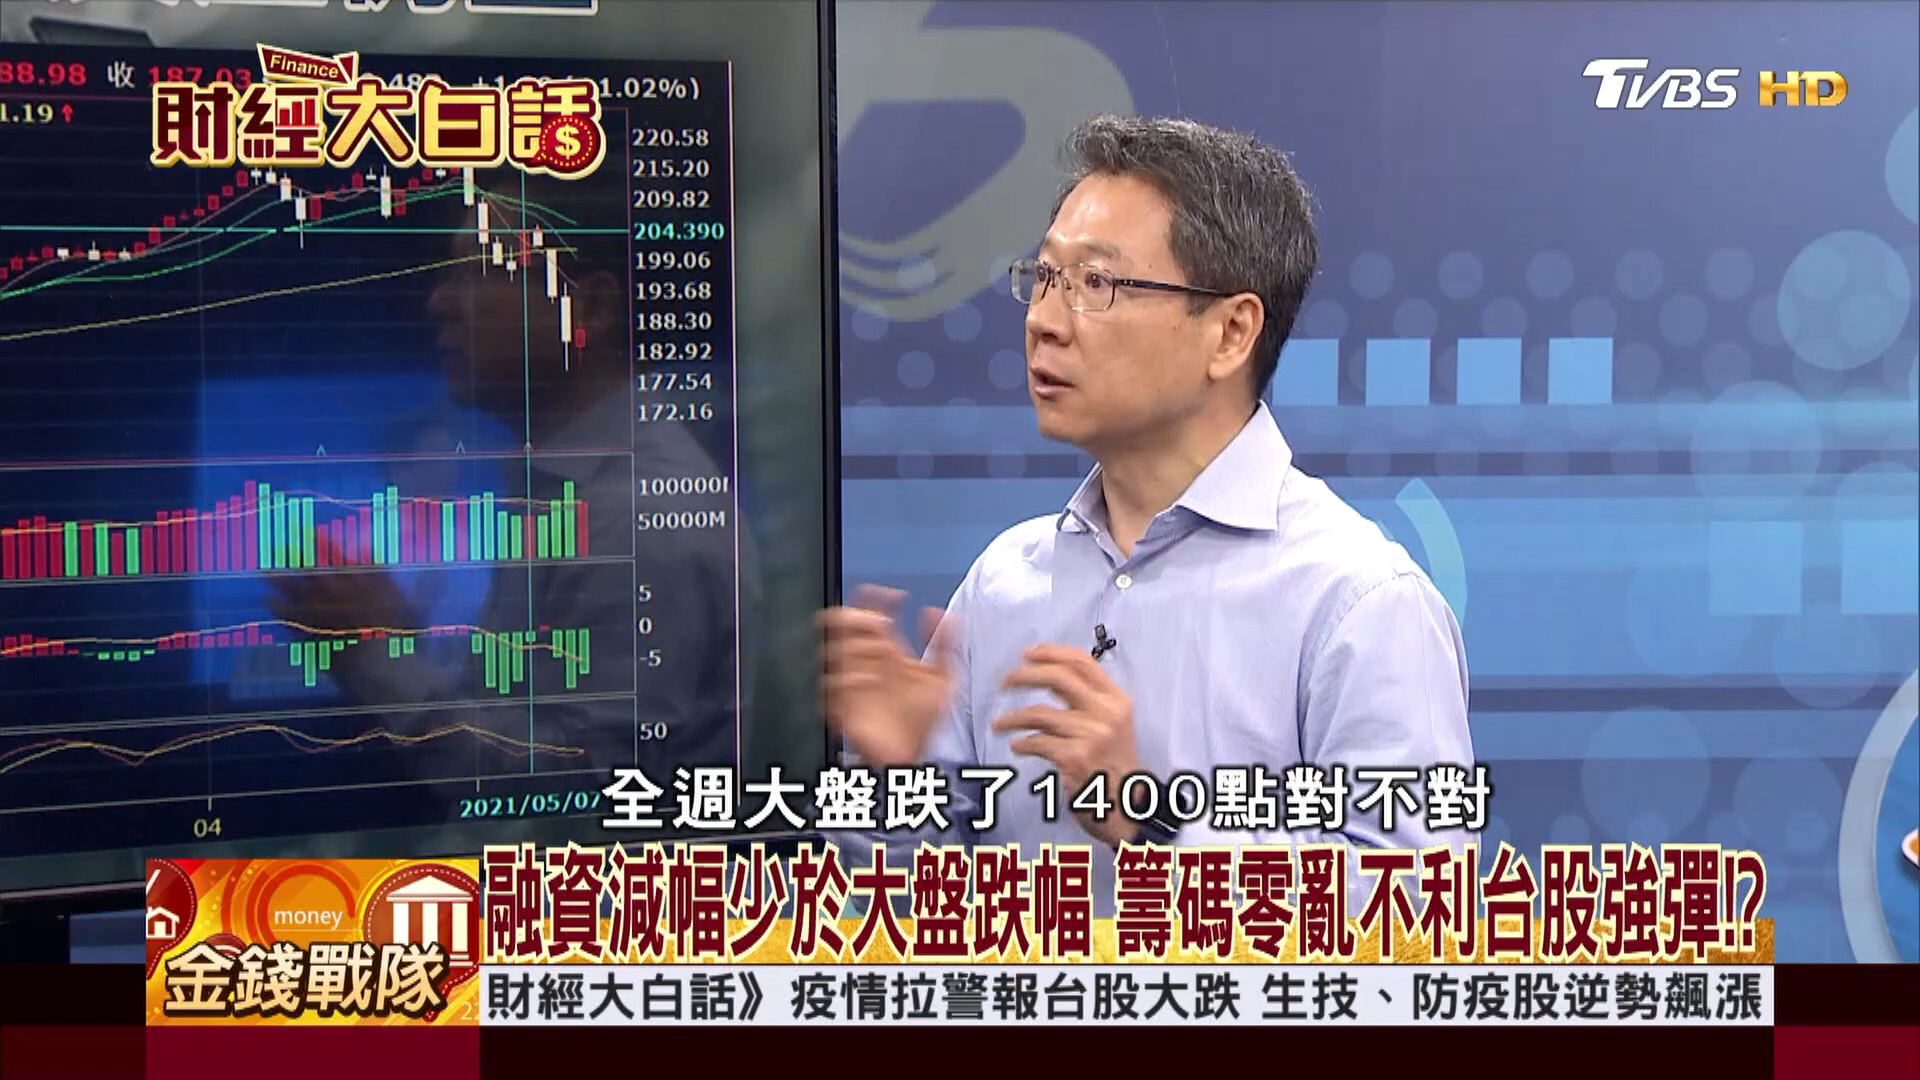 Finance
財經大白話
$
TVBS HD
88.98 收 187.03
1.02%)
1.19↑
220.58
215.20
209.82
204.390
199.06
193.68
188.30
182.92
177.54
172.16
50000M
5
0
-5
50
04
2021/05/07
全週大盤跌了1400點對不對
money
金錢戰隊
融資減幅少於大盤跌幅 籌碼零亂不利台股強彈!?
財經大白話》疫情拉警報台股大跌 生技、防疫股逆勢飆漲